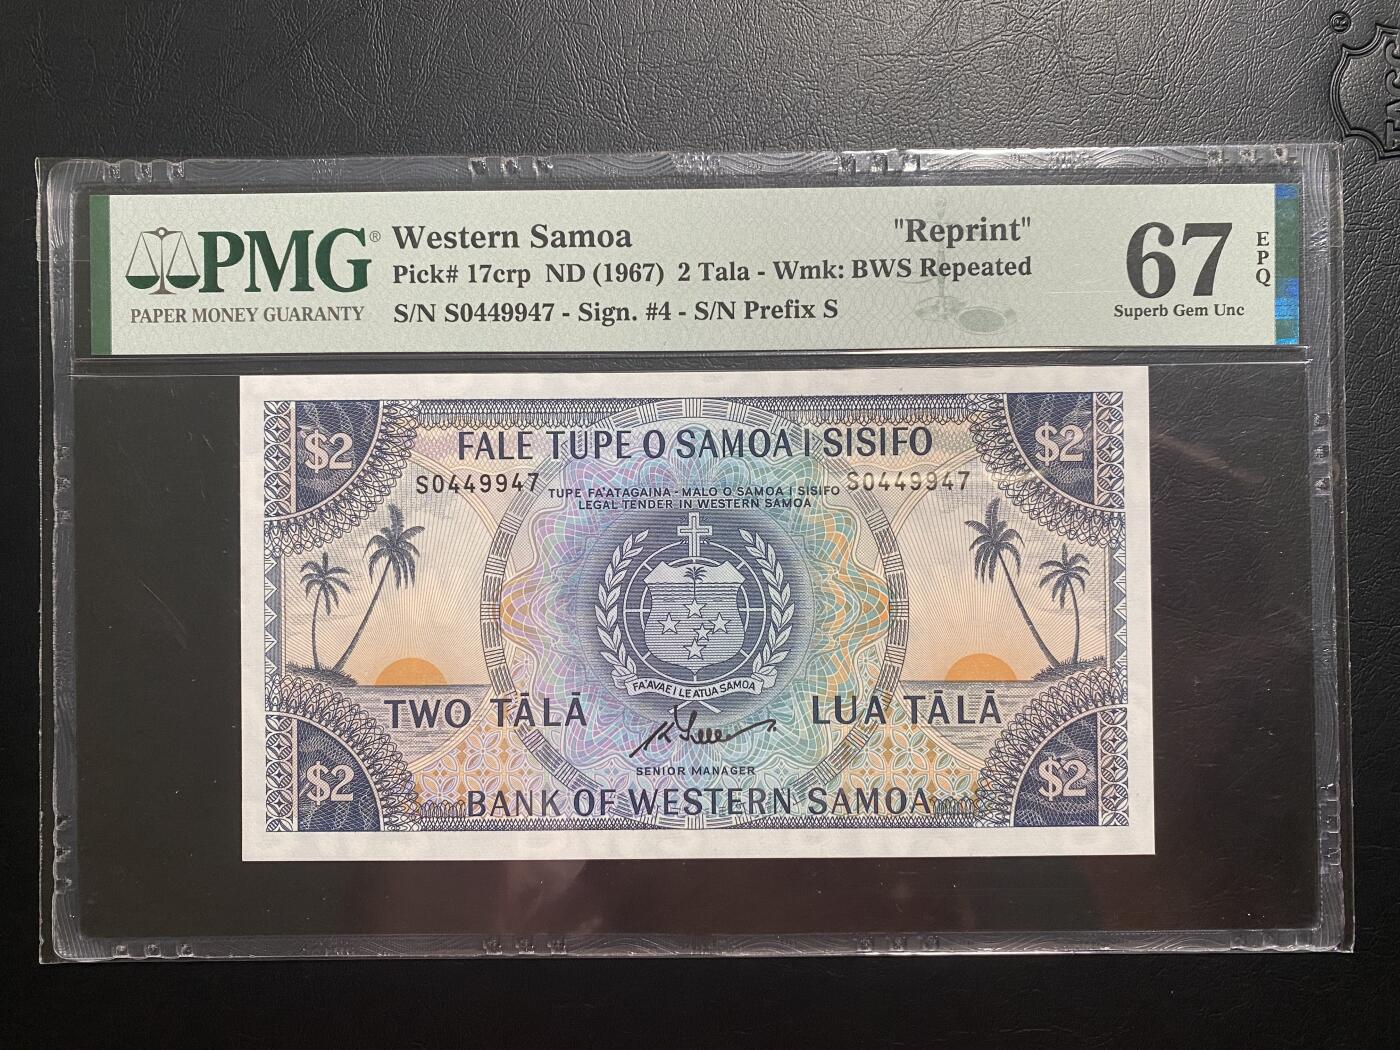 PMG®
PAPER MONEY GUARANTY
Western Samoa "Reprint"
Pick# 17crp ND (1967) 2 Tala - Wmk: BWS Repeated
S/N S0449947 - Sign. #4 - S/N Prefix S
67
EPQ
Superb Gem Unc
$2 $2
FALE TUPE O SAMOA I SISIFO
S0449947 S0449947
TUPE FA'ATAGAINA - MALO O SAMOA I SISIFO
LEGAL TENDER IN WESTERN SAMOA
FA'AVAE I LE ATUA SAMOA
TWO TĀLĀ LUA TĀLĀ
SENIOR MANAGER
$2 $2
BANK OF WESTERN SAMOA